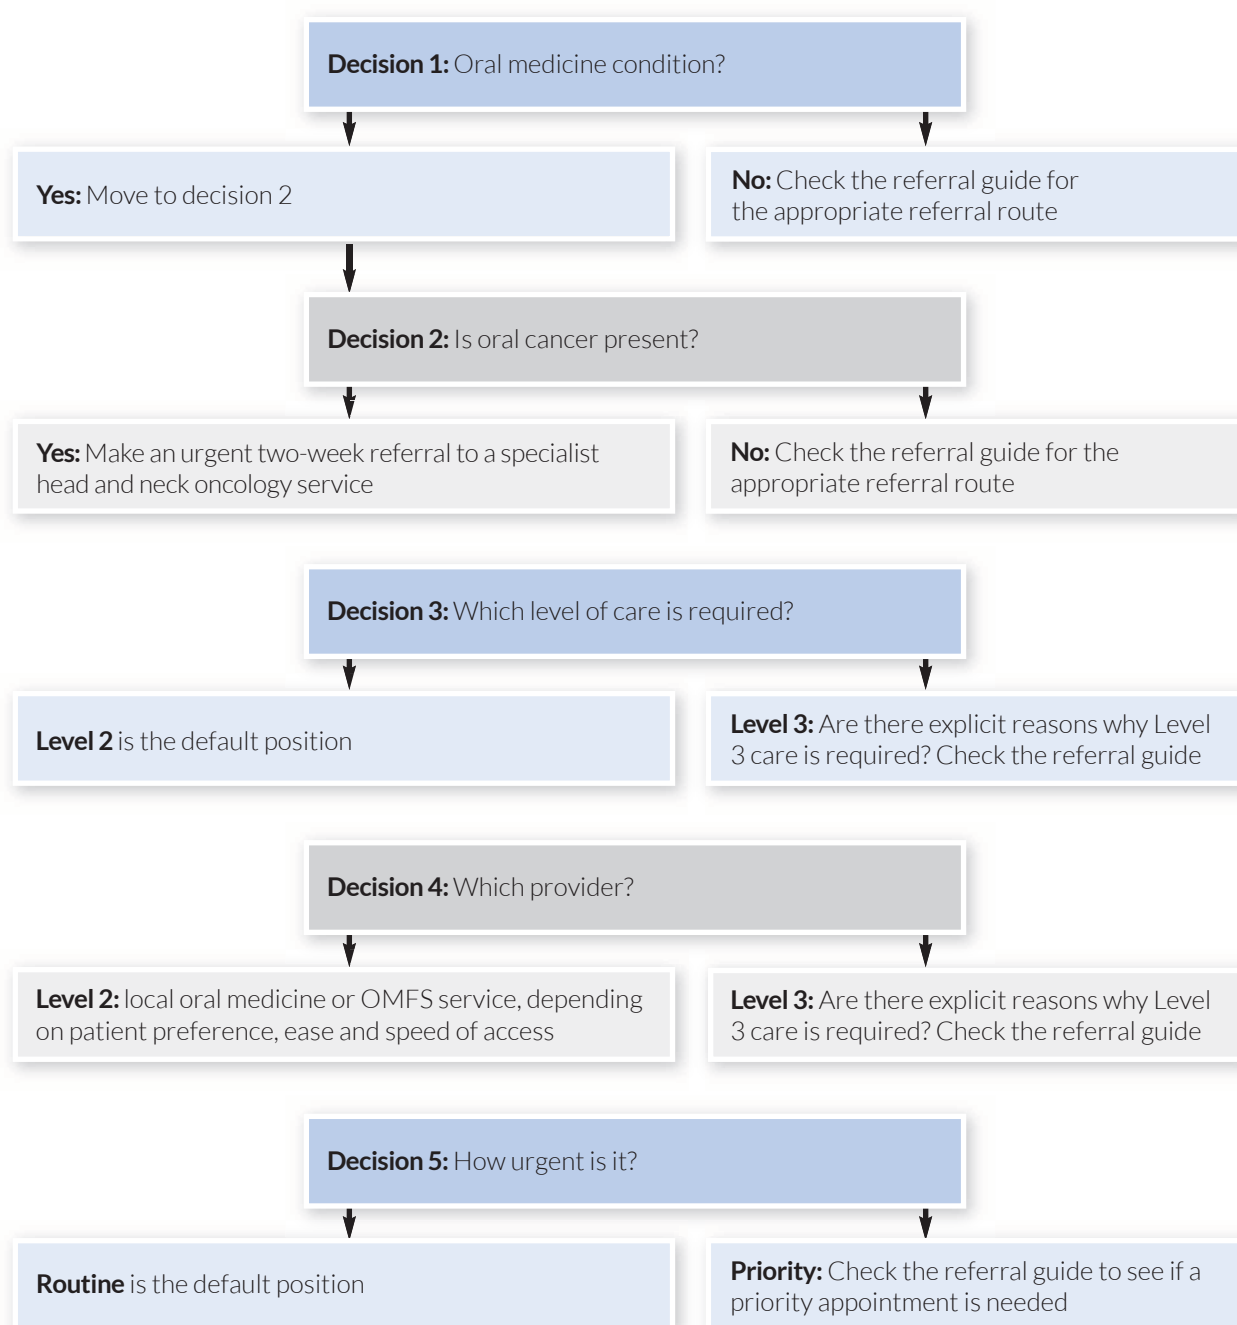 Decision 1: Oral medicine condition?
Yes: Move to decision 2
No: Check the referral guide for
the appropriate referral route
Decision 2: Is oral cancer present?
Yes: Make an urgent two-week referral to a specialist
head and neck oncology service
No: Check the referral guide for the
appropriate referral route
Decision 3: Which level of care is required?
Level 2 is the default position
Level 3: Are there explicit reasons why Level
3 care is required? Check the referral guide
Decision 4: Which provider?
Level 2: local oral medicine or OMFS service, depending
on patient preference, ease and speed of access
Level 3: Are there explicit reasons why Level
3 care is required? Check the referral guide
Decision 5: How urgent is it?
Routine is the default position
Priority: Check the referral guide to see if a
priority appointment is needed